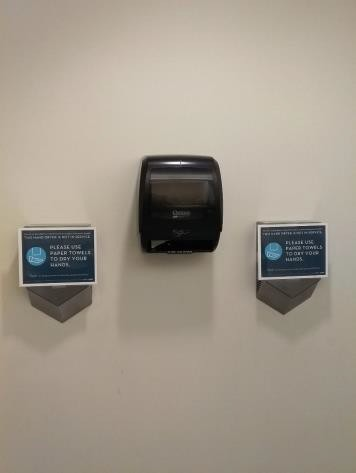 THIS HAND DRYER IS NOT IN SERVICE
PLEASE USE
PAPER TOWELS
TO DRY YOUR
HANDS.
THIS HAND DRYER IS NOT IN SERVICE
PLEASE USE
PAPER TOWELS
TO DRY YOUR
HANDS.